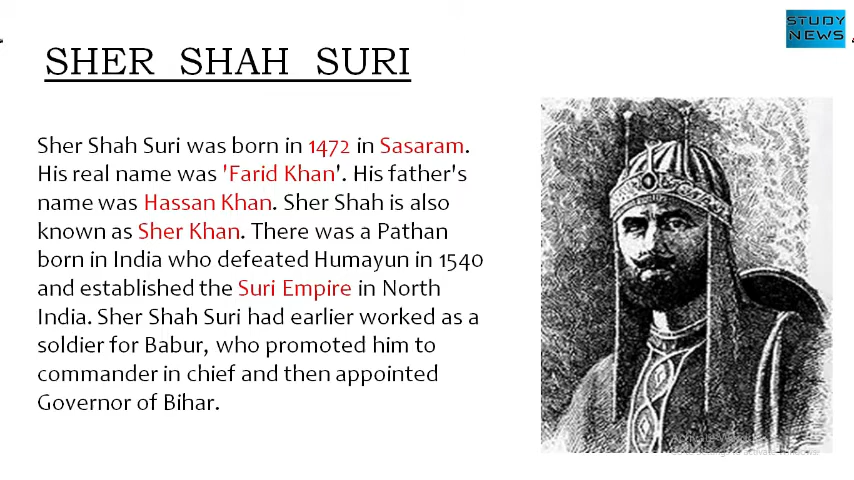 STUDY
NEWS
SHER SHAH SURI
Sher Shah Suri was born in 1472 in Sasaram.
His real name was 'Farid Khan'. His father's
name was Hassan Khan. Sher Shah is also
known as Sher Khan. There was a Pathan
born in India who defeated Humayun in 1540
and established the Suri Empire in North
India. Sher Shah Suri had earlier worked as a
soldier for Babur, who promoted him to
commander in chief and then appointed
Governor of Bihar.